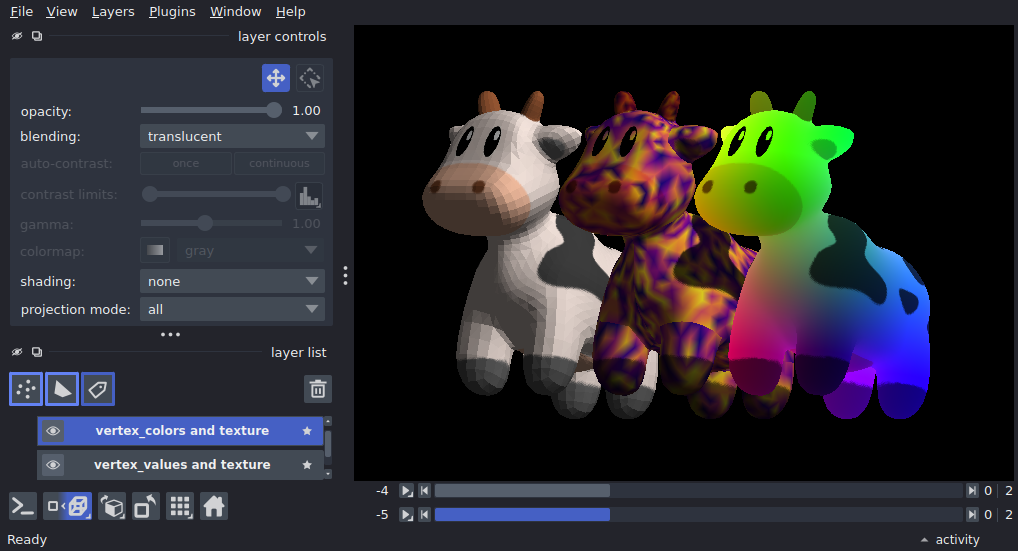 File View Layers Plugins Window Help
layer controls
opacity: 1.00
blending: translucent
auto-contrast: once continuous
contrast limits:
gamma: 1.00
colormap: gray
shading: none
projection mode: all
layer list
vertex_colors and texture
vertex_values and texture
-4 0 2
-5 0 2
Ready activity